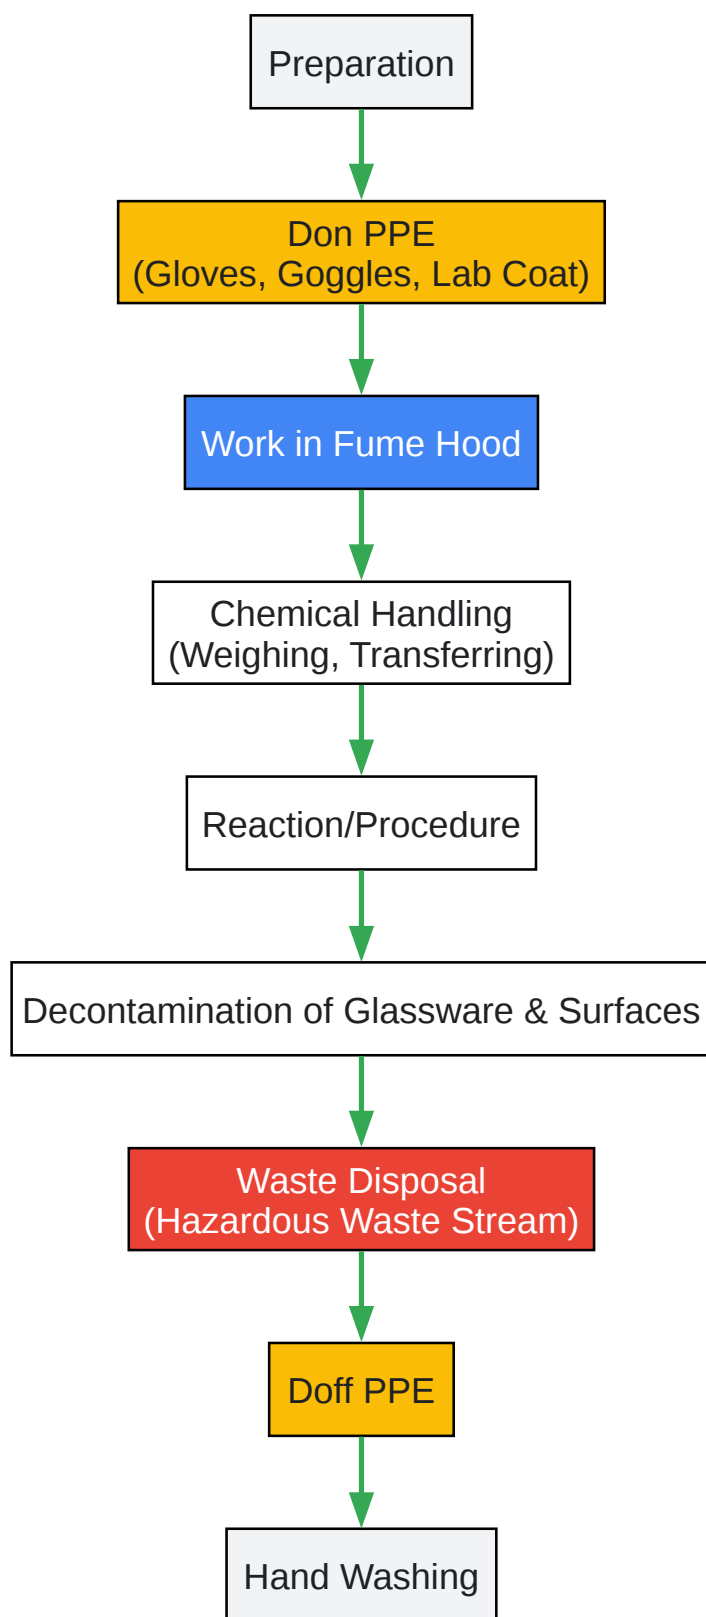 Preparation
Don PPE
(Gloves, Goggles, Lab Coat)
Work in Fume Hood
Chemical Handling
(Weighing, Transferring)
Reaction/Procedure
Decontamination of Glassware & Surfaces
Waste Disposal
(Hazardous Waste Stream)
Doff PPE
Hand Washing